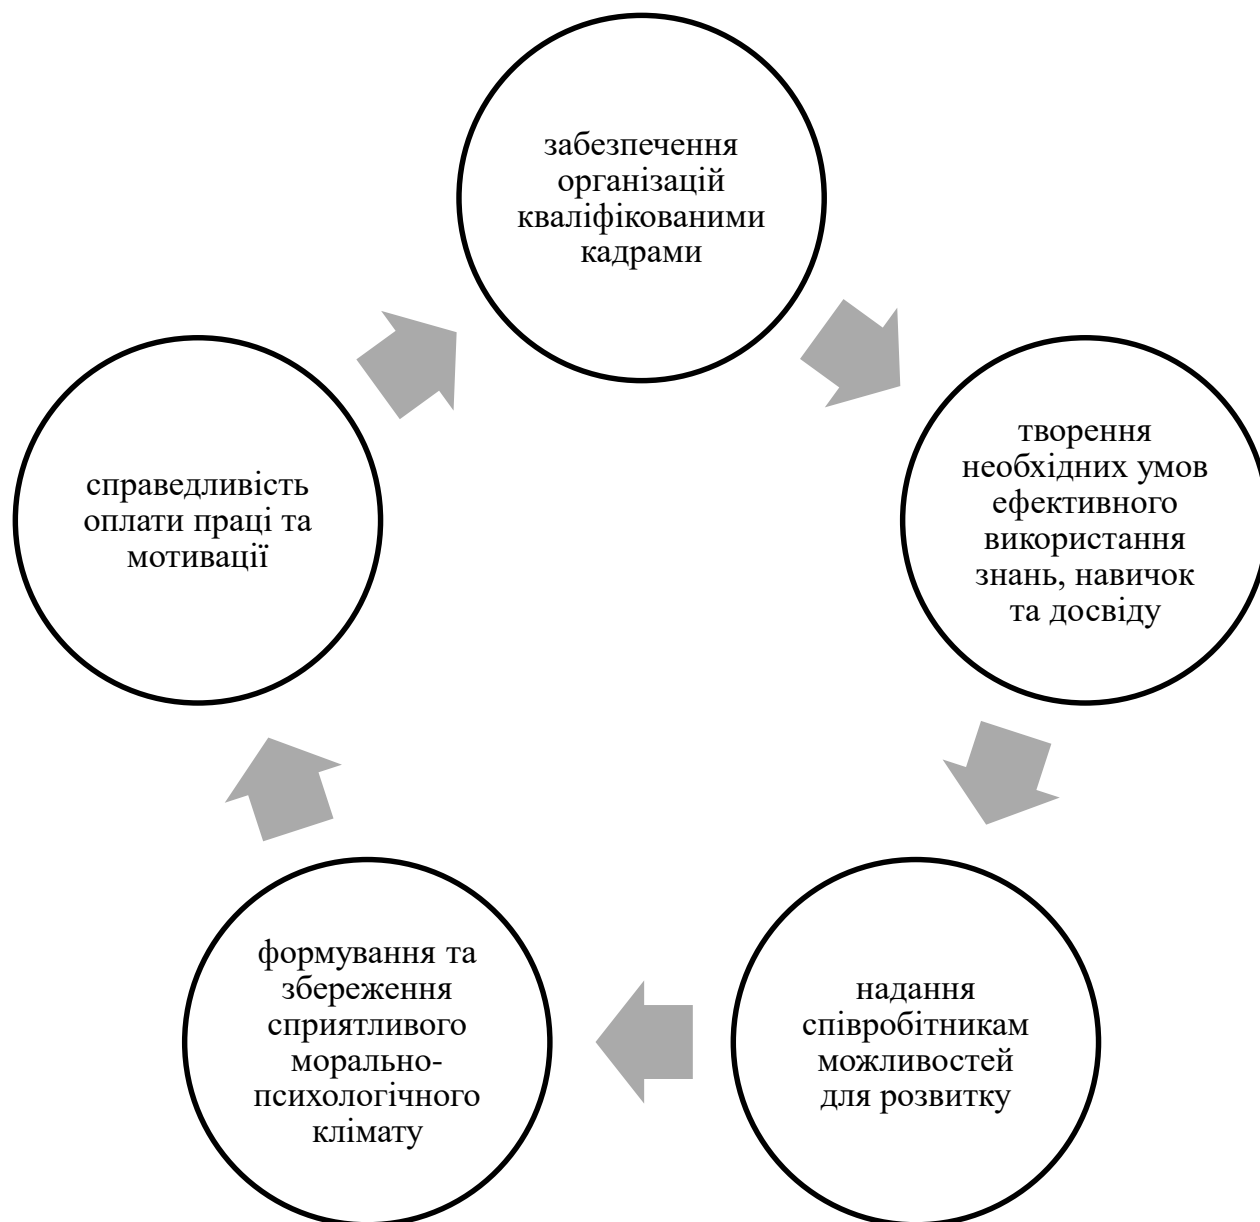 забезпечення
організацій
кваліфікованими
кадрами
творення
необхідних умов
ефективного
використання
знань, навичок
та досвіду
надання
співробітникам
можливостей
для розвитку
формування та
збереження
сприятливого
морально-
психологічного
клімату
справедливість
оплати праці та
мотивації